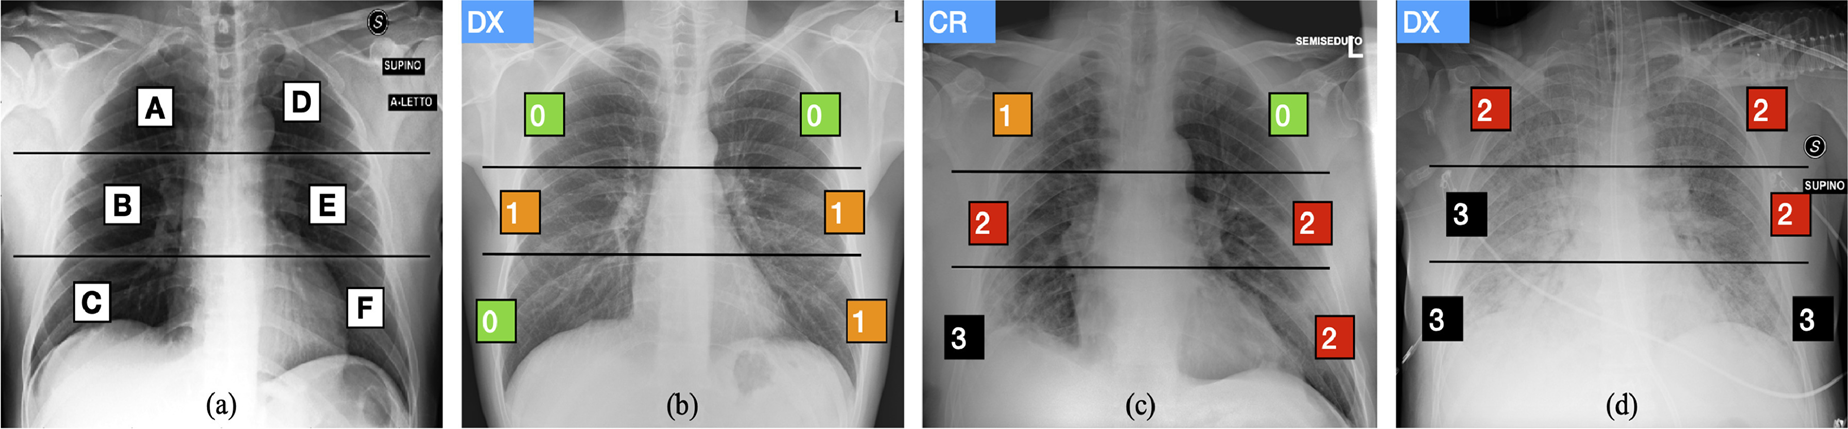 S
SUPINO
A-LETTO
A
D
B
E
C
F
(a)
DX
L
0
0
1
1
0
1
(b)
CR
SEMISEDUTO
L
1
0
2
2
3
2
(c)
DX
2
2
S
SUPINO
3
2
3
3
(d)